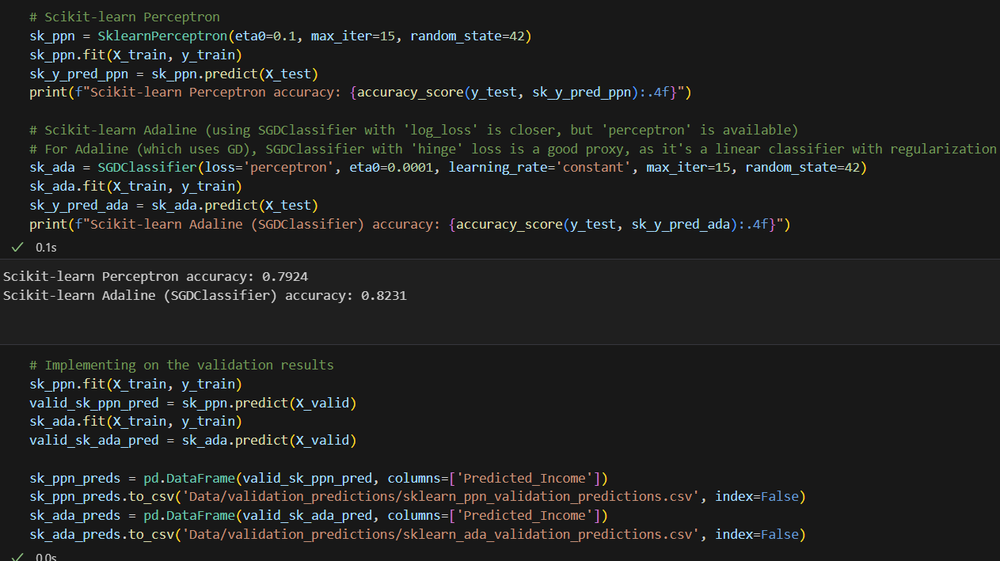 # Scikit-learn Perceptron
sk_ppn = SklearnPerceptron(eta0=0.1, max_iter=15, random_state=42)
sk_ppn.fit(X_train, y_train)
sk_y_pred_ppn = sk_ppn.predict(X_test)
print(f"Scikit-learn Perceptron accuracy: {accuracy_score(y_test, sk_y_pred_ppn):.4f}")
# Scikit-learn Adaline (using SGDClassifier with 'log_loss' is closer, but 'perceptron' is available)
# For Adaline (which uses GD), SGDClassifier with 'hinge' loss is a good proxy, as it's a linear classifier with regularization
sk_ada = SGDClassifier(loss='perceptron', eta0=0.0001, learning_rate='constant', max_iter=15, random_state=42)
sk_ada.fit(X_train, y_train)
sk_y_pred_ada = sk_ada.predict(X_test)
print(f"Scikit-learn Adaline (SGDClassifier) accuracy: {accuracy_score(y_test, sk_y_pred_ada):.4f}")
0.1s
Scikit-learn Perceptron accuracy: 0.7924
Scikit-learn Adaline (SGDClassifier) accuracy: 0.8231
# Implementing on the validation results
sk_ppn.fit(X_train, y_train)
valid_sk_ppn_pred = sk_ppn.predict(X_valid)
sk_ada.fit(X_train, y_train)
valid_sk_ada_pred = sk_ada.predict(X_valid)
sk_ppn_preds = pd.DataFrame(valid_sk_ppn_pred, columns=['Predicted_Income'])
sk_ppn_preds.to_csv('Data/validation_predictions/sklearn_ppn_validation_predictions.csv', index=False)
sk_ada_preds = pd.DataFrame(valid_sk_ada_pred, columns=['Predicted_Income'])
sk_ada_preds.to_csv('Data/validation_predictions/sklearn_ada_validation_predictions.csv', index=False)
0.0s